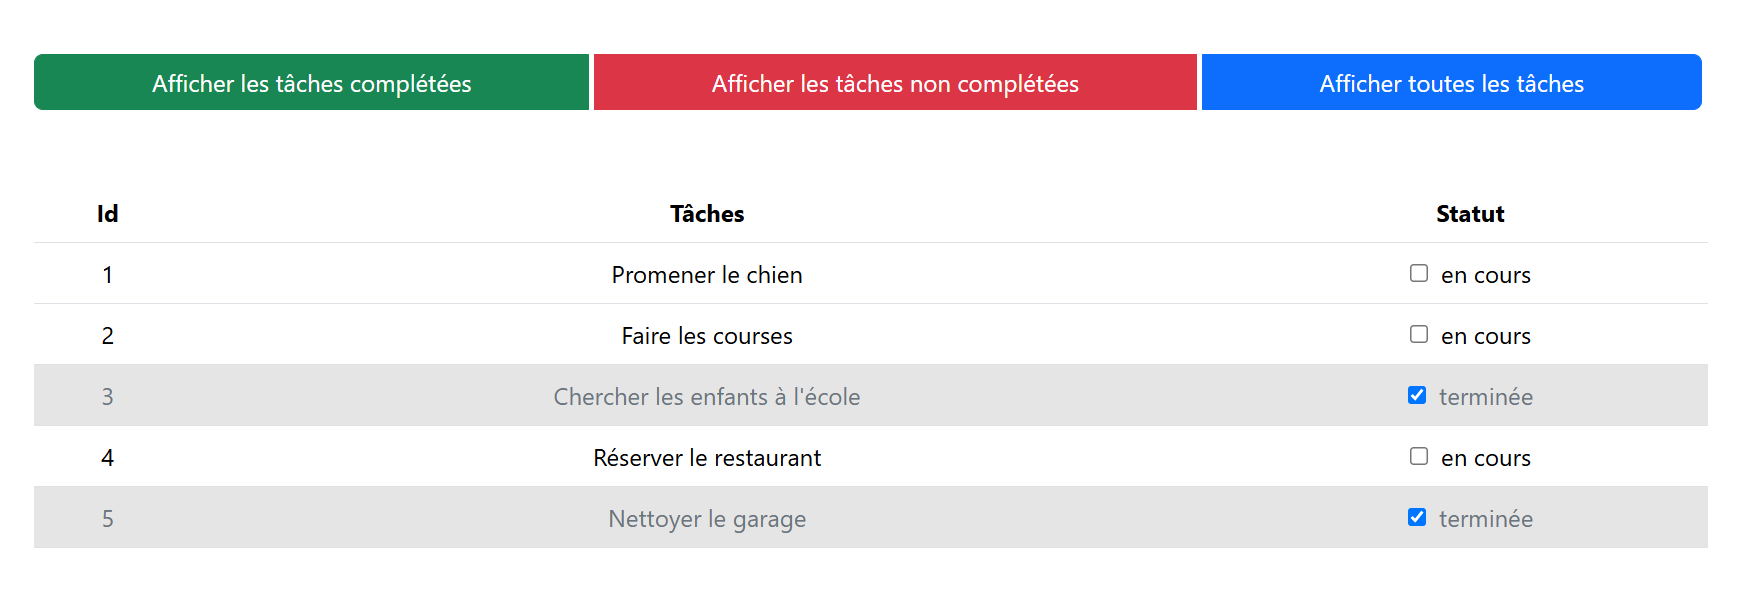 Afficher les tâches complétées Afficher les tâches non complétées Afficher toutes les tâches
Id Tâches Statut
1 Promener le chien en cours
2 Faire les courses en cours
3 Chercher les enfants à l'école terminée
4 Réserver le restaurant en cours
5 Nettoyer le garage terminée